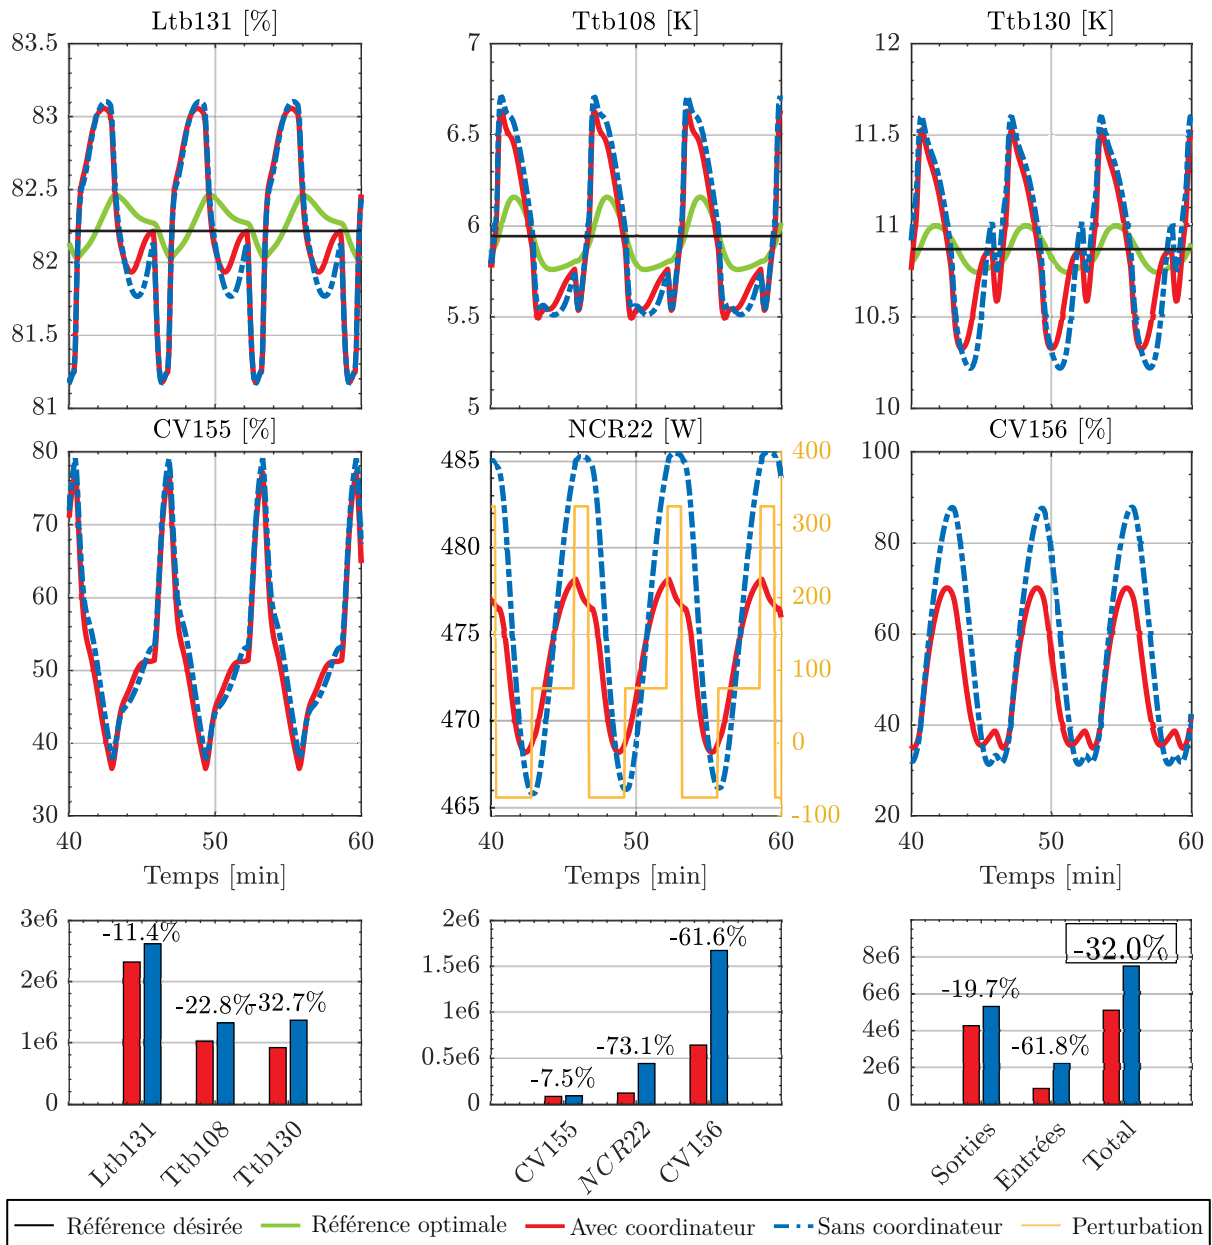 Ltb131 [%]
Ttb108 [K]
Ttb130 [K]
83.5
83
82.5
82
81.5
81
7
6.5
6
5.5
5
12
11.5
11
10.5
10
CV155 [%]
NCR22 [W]
CV156 [%]
80
70
60
50
40
30
485
480
475
470
465
400
300
200
100
0
-100
100
80
60
40
20
40 50 60
40 50 60
40 50 60
Temps [min]
Temps [min]
Temps [min]
3e6
2e6
1e6
0
-11.4%
-22.8%
-32.7%
Ltb131
Ttb108
Ttb130
2e6
1.5e6
1e6
0.5e6
0
-7.5%
-73.1%
-61.6%
CV155
NCR22
CV156
8e6
6e6
4e6
2e6
0
-19.7%
-61.8%
-32.0%
Sorties
Entrées
Total
Référence désirée
Référence optimale
Avec coordinateur
Sans coordinateur
Perturbation